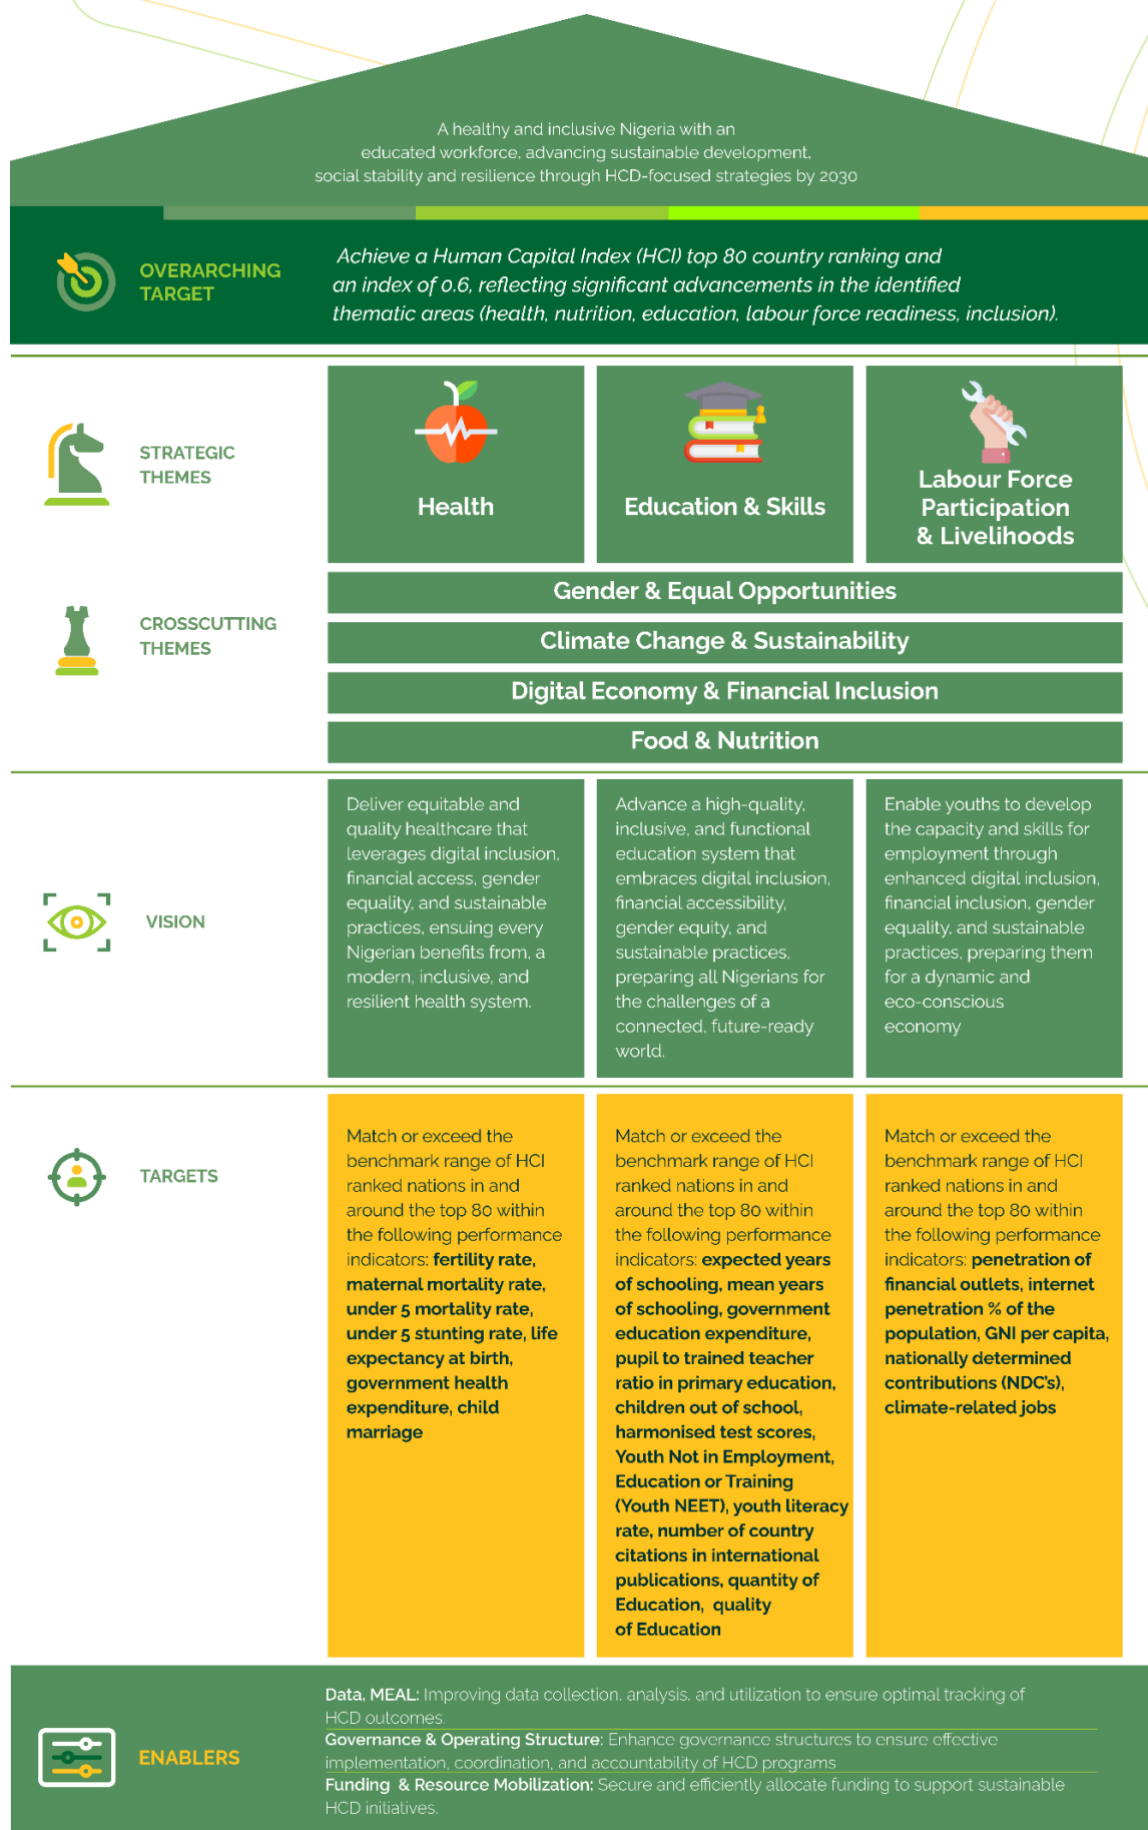 A healthy and inclusive Nigeria with an
educated workforce, advancing sustainable development,
social stability and resilience through HCD-focused strategies by 2030
OVERARCHING
TARGET
Achieve a Human Capital Index (HCI) top 80 country ranking and
an index of 0.6, reflecting significant advancements in the identified
thematic areas (health, nutrition, education, labour force readiness, inclusion).
STRATEGIC
THEMES
Health
Education & Skills
Labour Force
Participation
& Livelihoods
CROSSCUTTING
THEMES
Gender & Equal Opportunities
Climate Change & Sustainability
Digital Economy & Financial Inclusion
Food & Nutrition
VISION
Deliver equitable and
quality healthcare that
leverages digital inclusion,
financial access, gender
equality, and sustainable
practices, ensuing every
Nigerian benefits from, a
modern, inclusive, and
resilient health system.
Advance a high-quality,
inclusive, and functional
education system that
embraces digital inclusion,
financial accessibility,
gender equity, and
sustainable practices,
preparing all Nigerians for
the challenges of a
connected, future-ready
world.
Enable youths to develop
the capacity and skills for
employment through
enhanced digital inclusion,
financial inclusion, gender
equality, and sustainable
practices, preparing them
for a dynamic and
eco-conscious
economy
TARGETS
Match or exceed the
benchmark range of HCI
ranked nations in and
around the top 80 within
the following performance
indicators: fertility rate,
maternal mortality rate,
under 5 mortality rate,
under 5 stunting rate, life
expectancy at birth,
government health
expenditure, child
marriage
Match or exceed the
benchmark range of HCI
ranked nations in and
around the top 80 within
the following performance
indicators: expected years
of schooling, mean years
of schooling, government
education expenditure,
pupil to trained teacher
ratio in primary education,
children out of school,
harmonised test scores,
Youth Not in Employment,
Education or Training
(Youth NEET), youth literacy
rate, number of country
citations in international
publications, quantity of
Education, quality
of Education
Match or exceed the
benchmark range of HCI
ranked nations in and
around the top 80 within
the following performance
indicators: penetration of
financial outlets, internet
penetration % of the
population, GNI per capita,
nationally determined
contributions (NDC's),
climate-related jobs
ENABLERS
Data, MEAL: Improving data collection, analysis, and utilization to ensure optimal tracking of
HCD outcomes.
Governance & Operating Structure: Enhance governance structures to ensure effective
implementation, coordination, and accountability of HCD programs
Funding & Resource Mobilization: Secure and efficiently allocate funding to support sustainable
HCD initiatives.